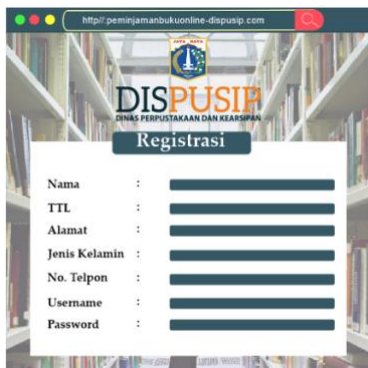 http//:peminjamanbukuonline-dispusip.com
JAYA RAYA
DISPUSIP
DINAS PERPUSTAKAAN DAN KEARSIPAN
Registrasi
Nama :
TTL :
Alamat :
Jenis Kelamin :
No. Telpon :
Username :
Password :